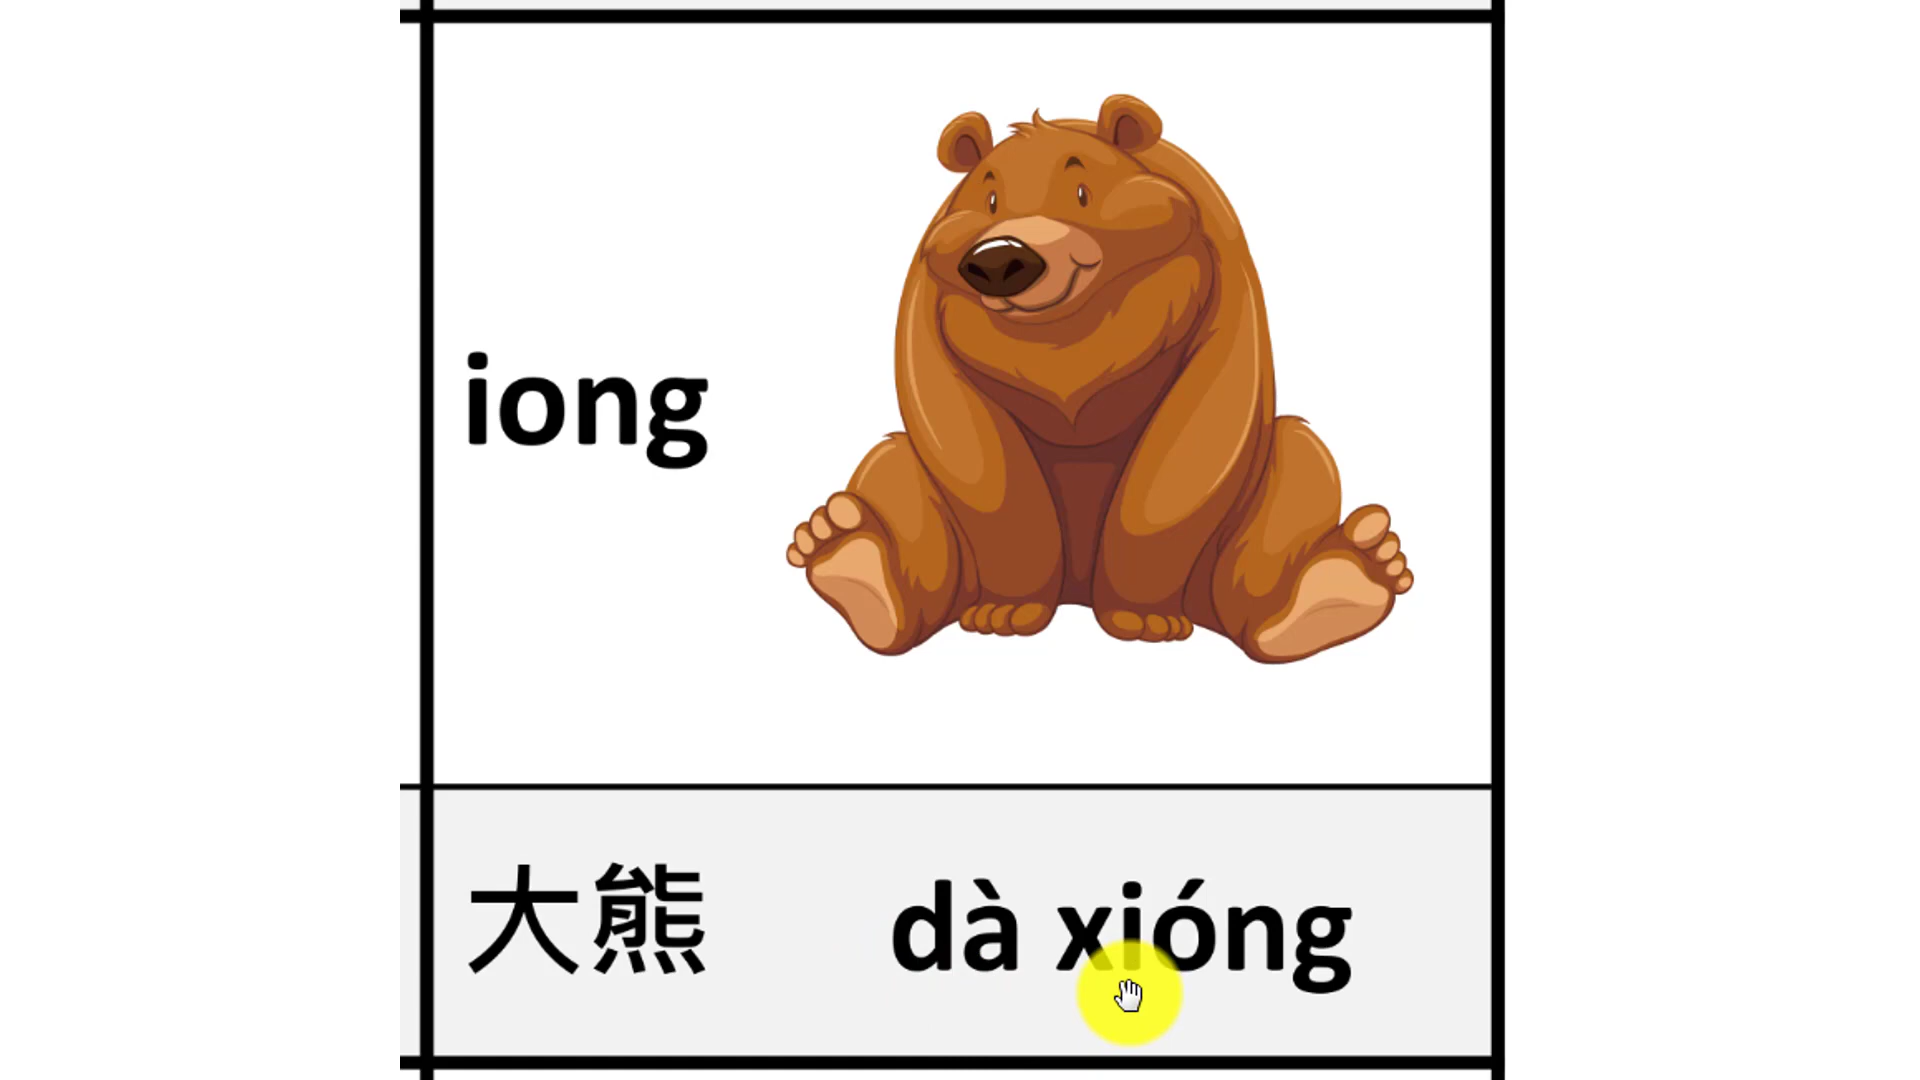 iong
大熊 dà xióng